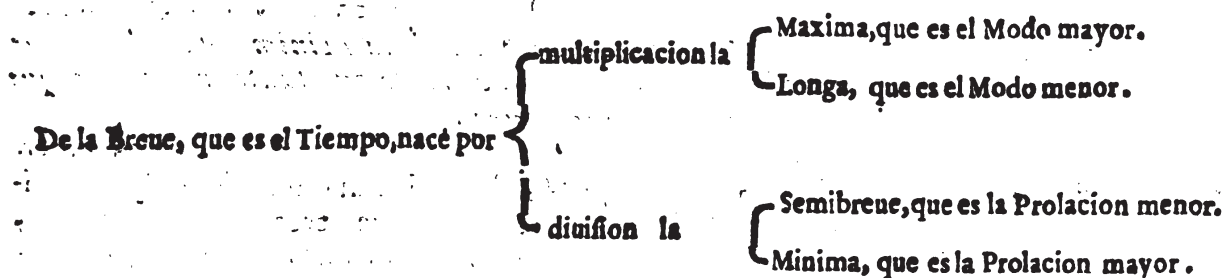 Maxima, que es el Modo mayor.
multiplicacion la
Longa, que es el Modo menor.
De la Breue, que es el Tiempo, nace por
Semibreue, que es la Prolacion menor.
diuiſion la
Minima, que es la Prolacion mayor.